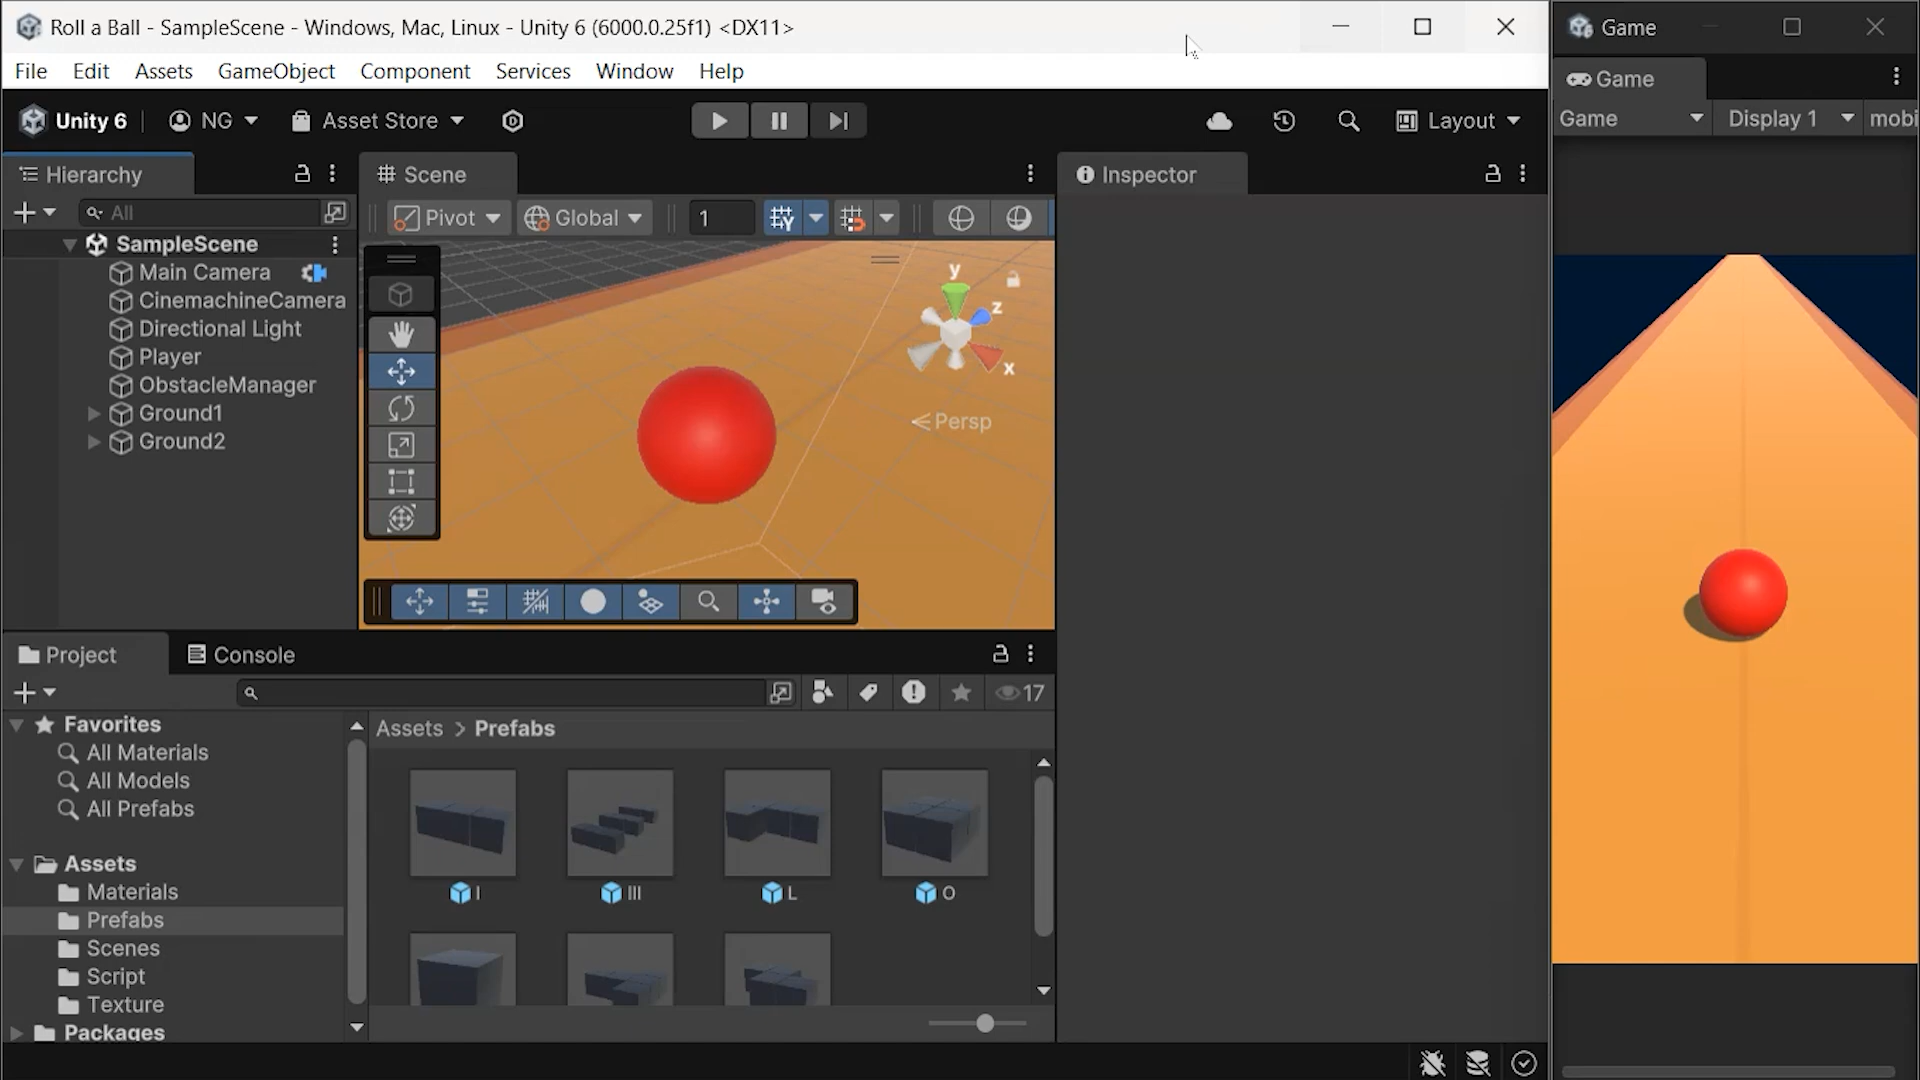 Roll a Ball - SampleScene - Windows, Mac, Linux - Unity 6 (6000.0.25f1) <DX11>
Game
File Edit Assets GameObject Component Services Window Help
Game
Unity 6 NG Asset Store Layout
Game Display 1 mobi
Hierarchy
Scene
Inspector
All
Pivot Global 1
SampleScene
Main Camera
CinemachineCamera
Directional Light
Player
ObstacleManager
Ground1
Ground2
y
z
x
Persp
Project Console
17
Favorites
All Materials
All Models
All Prefabs
Assets
Materials
Prefabs
Scenes
Script
Texture
Packages
Assets > Prefabs
I III L O